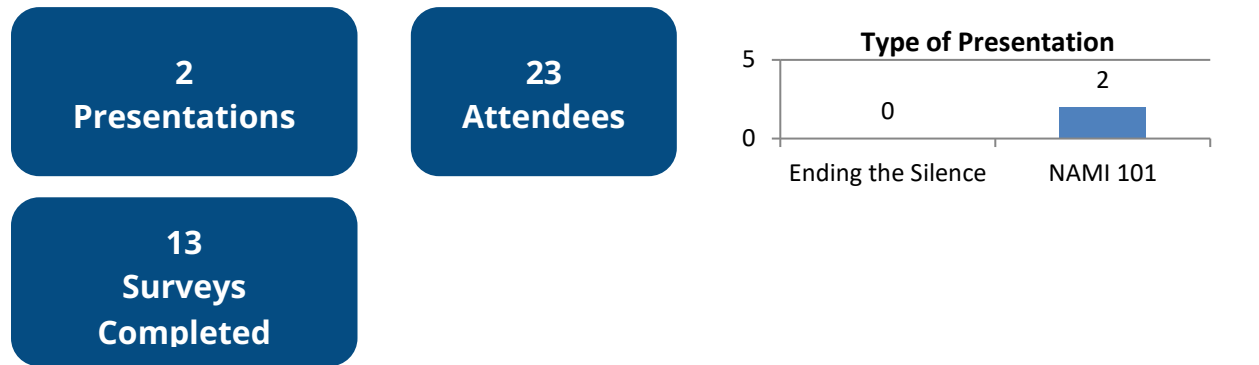 2
Presentations
23
Attendees
Type of Presentation
5
0
2
0
Ending the Silence
NAMI 101
13
Surveys
Completed